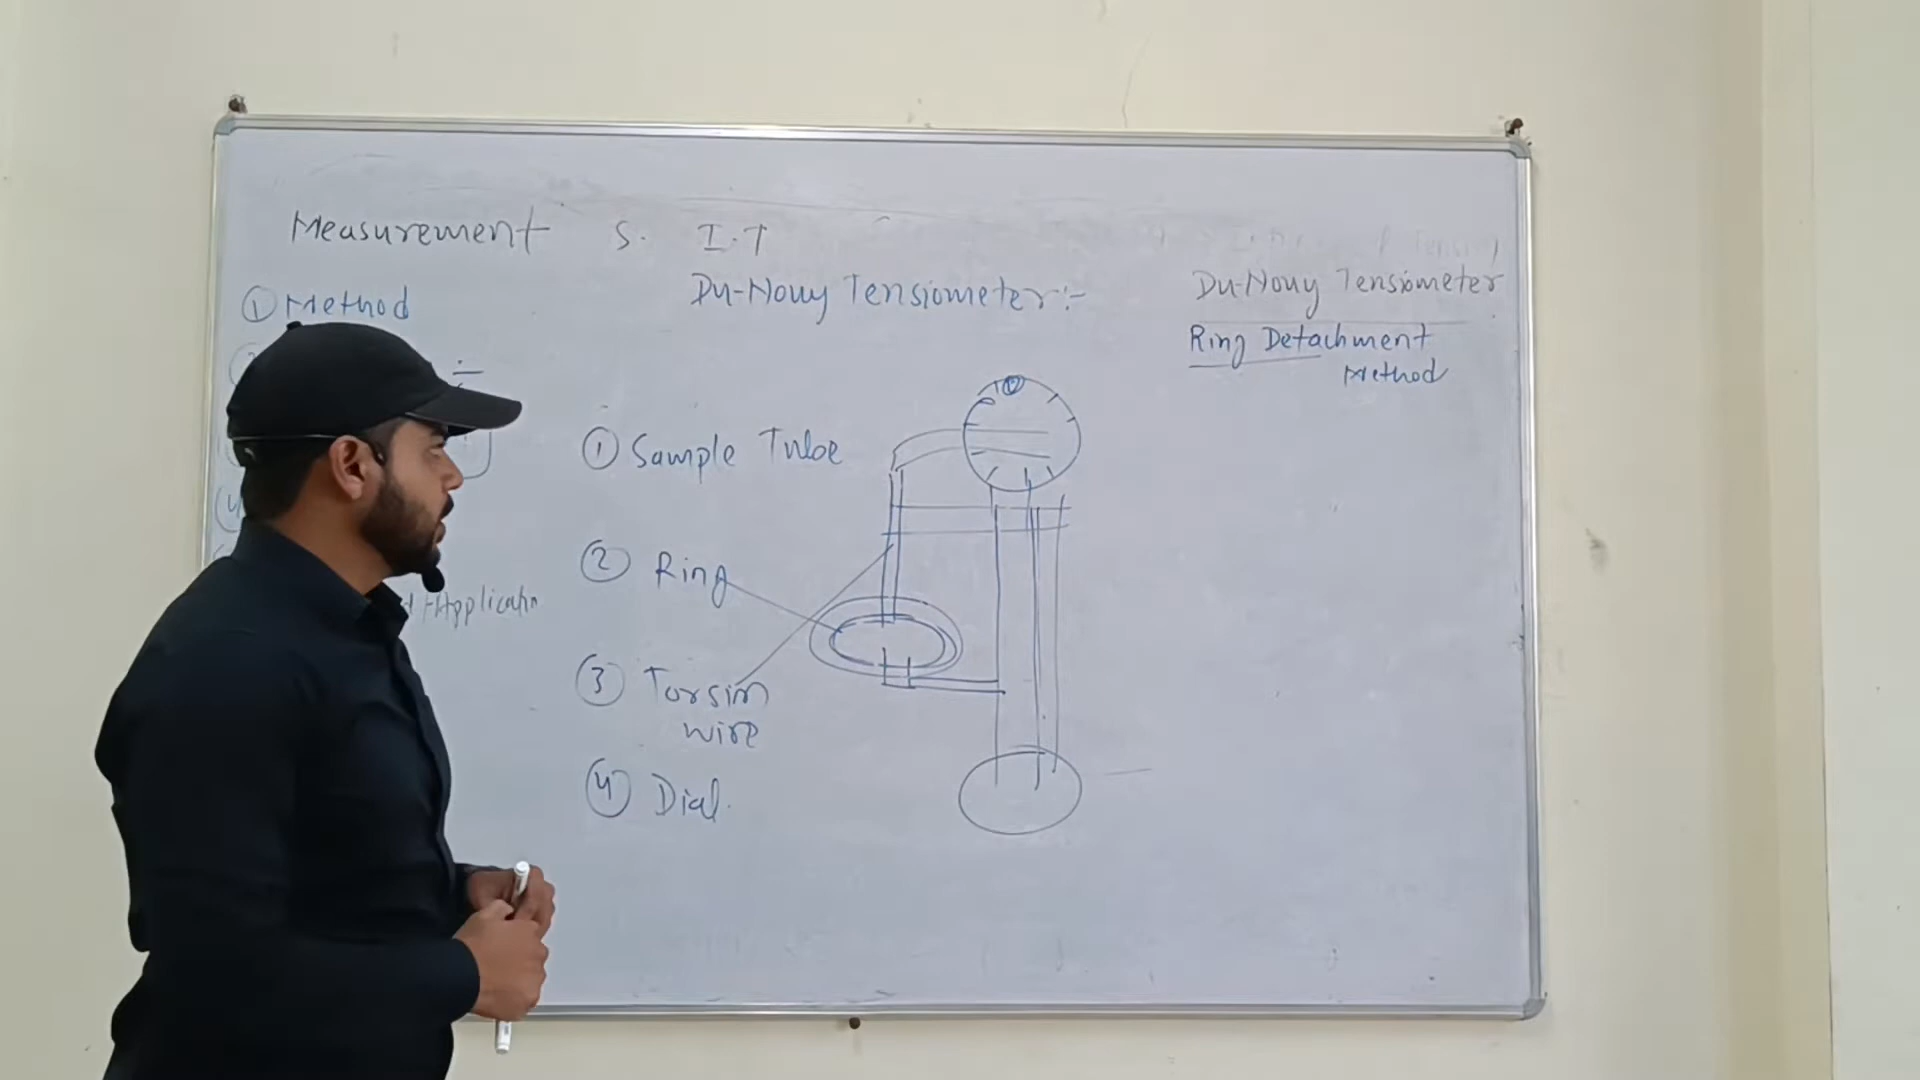 Measurement S. I.T
① Method
Du-Nouy Tensiometer:-
① Sample Tube
② Ring
③ Torsion
wire
④ Dial.
Du-Nouy Tensiometer
Ring Detachment
Method